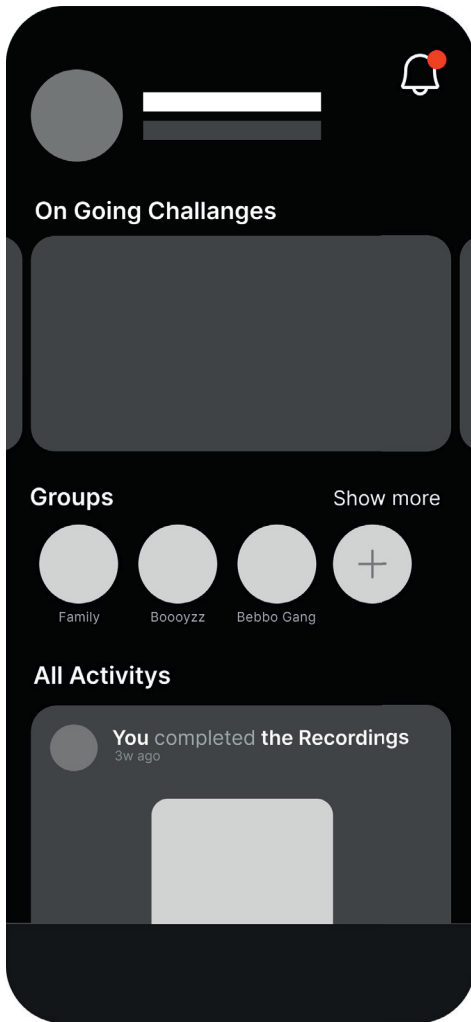 On Going Challanges
Groups
Show more
Family
Boooyzz
Bebbo Gang
All Activitys
You completed the Recordings
3w ago